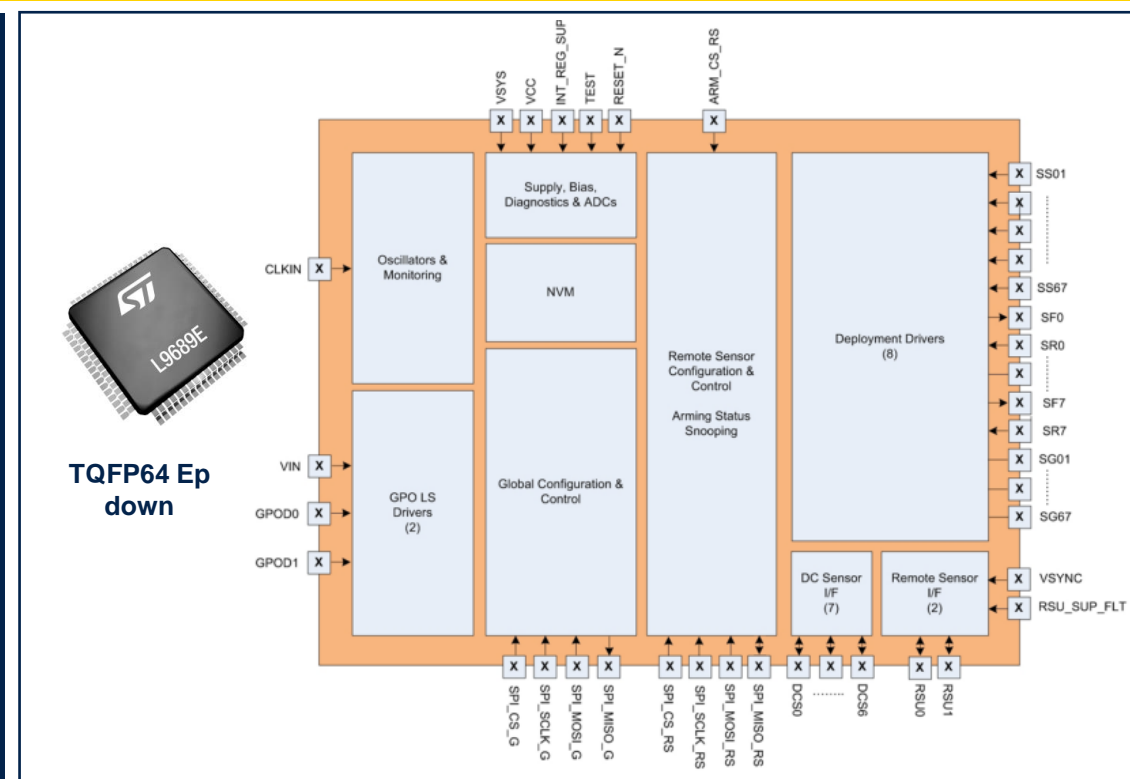 VSYS
VCC
INT_REG_SUP
TEST
RESET_N
ARM_CS_RS
X
X
X
X
X
X
Supply, Bias,
Diagnostics & ADCs
Oscillators &
Monitoring
NVM
CLKIN
X
ST
L9689E
TQFP64 Ep
down
Global Configuration &
Control
VIN
X
GPOD0
X
GPOD1
X
GPO LS
Drivers
(2)
Remote Sensor
Configuration &
Control
Arming Status
Snooping
Deployment Drivers
(8)
X
SS01
X
X
X
X
SS67
X
SF0
X
SR0
X
X
SF7
X
SR7
X
SG01
X
X
SG67
DC Sensor
I/F
(7)
Remote Sensor
I/F
(2)
X
VSYNC
X
RSU_SUP_FLT
X
X
X
X
X
X
X
X
X
X
X
X
X
SPI_CS_G
SPI_SCLK_G
SPI_MOSI_G
SPI_MISO_G
SPI_CS_RS
SPI_SCLK_RS
SPI_MOSI_RS
SPI_MISO_RS
DCS0
........
DCS6
RSU0
RSU1